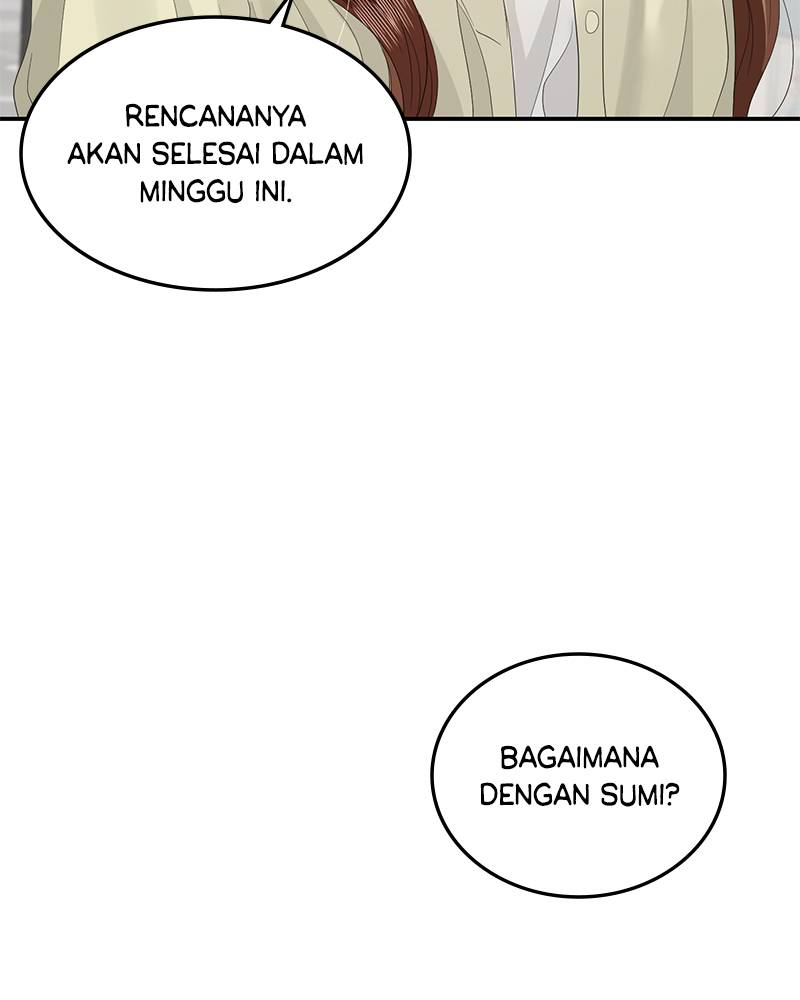 RENCANANYA
AKAN SELESAI DALAM
MINGGU INI.
BAGAIMANA
DENGAN SUMI?